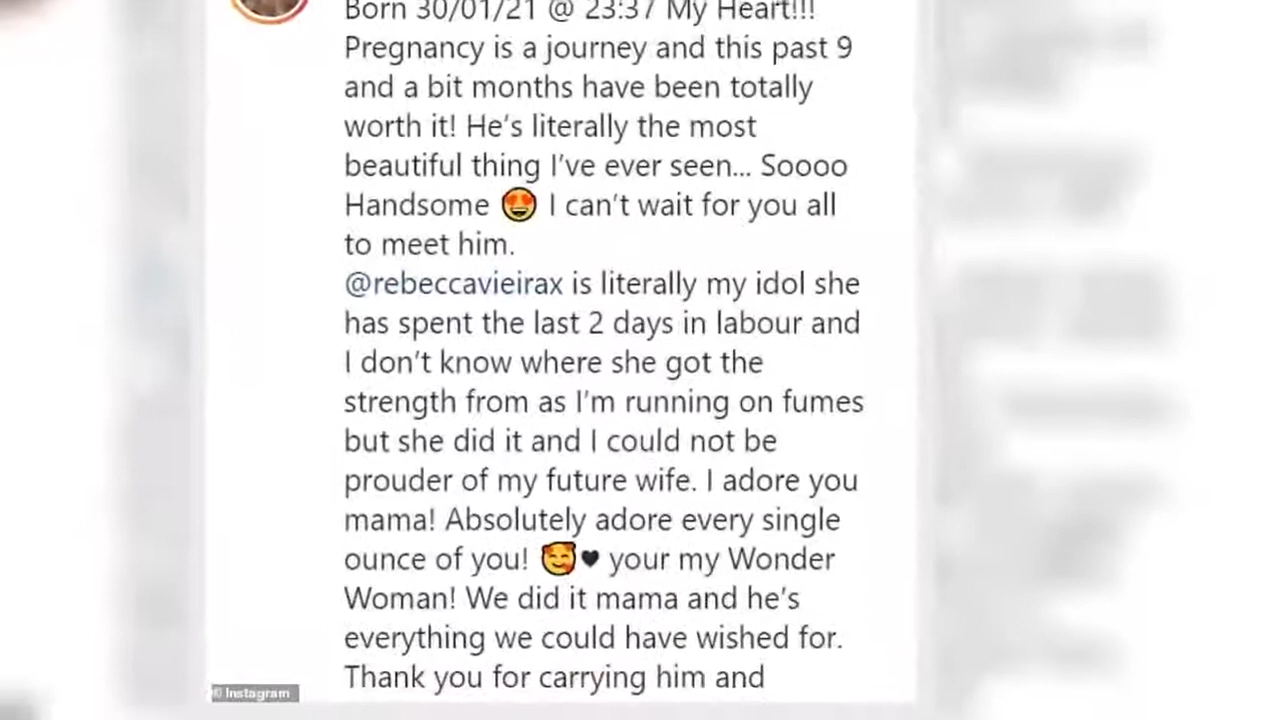 Born 30/01/21 @ 23:37 My Heart!!!
Pregnancy is a journey and this past 9
and a bit months have been totally
worth it! He's literally the most
beautiful thing I've ever seen... Soooo
Handsome 😍 I can't wait for you all
to meet him.
@rebeccavieirax is literally my idol she
has spent the last 2 days in labour and
I don't know where she got the
strength from as I'm running on fumes
but she did it and I could not be
prouder of my future wife. I adore you
mama! Absolutely adore every single
ounce of you! 🥰🖤 your my Wonder
Woman! We did it mama and he's
everything we could have wished for.
Thank you for carrying him and
© Instagram